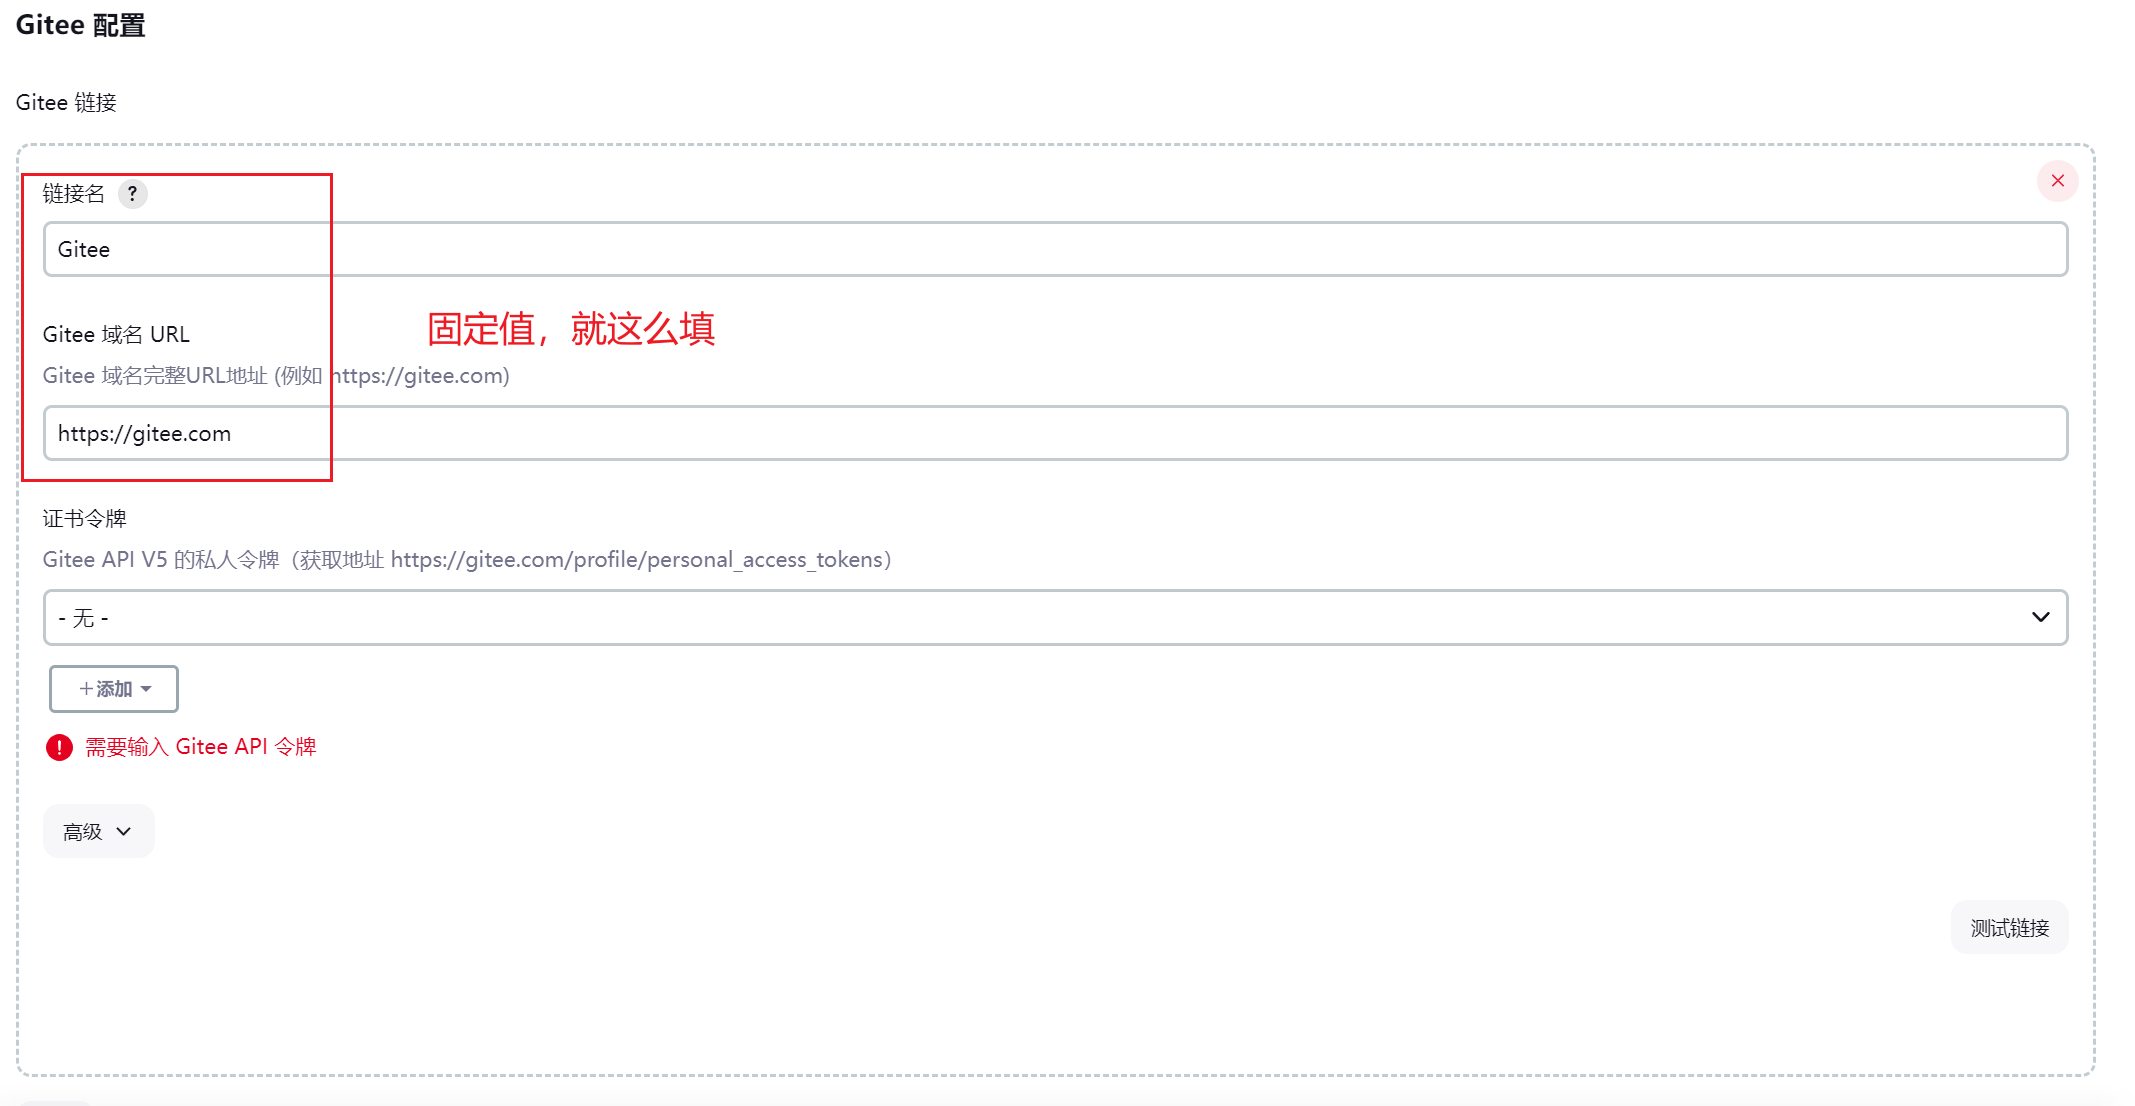 Gitee 配置
Gitee 链接
链接名 ?
Gitee
Gitee 域名 URL
固定值，就这么填
Gitee 域名完整URL地址 (例如 https://gitee.com)
https://gitee.com
证书令牌
Gitee API V5 的私人令牌（获取地址 https://gitee.com/profile/personal_access_tokens）
- 无 -
+添加
! 需要输入 Gitee API 令牌
高级
测试链接